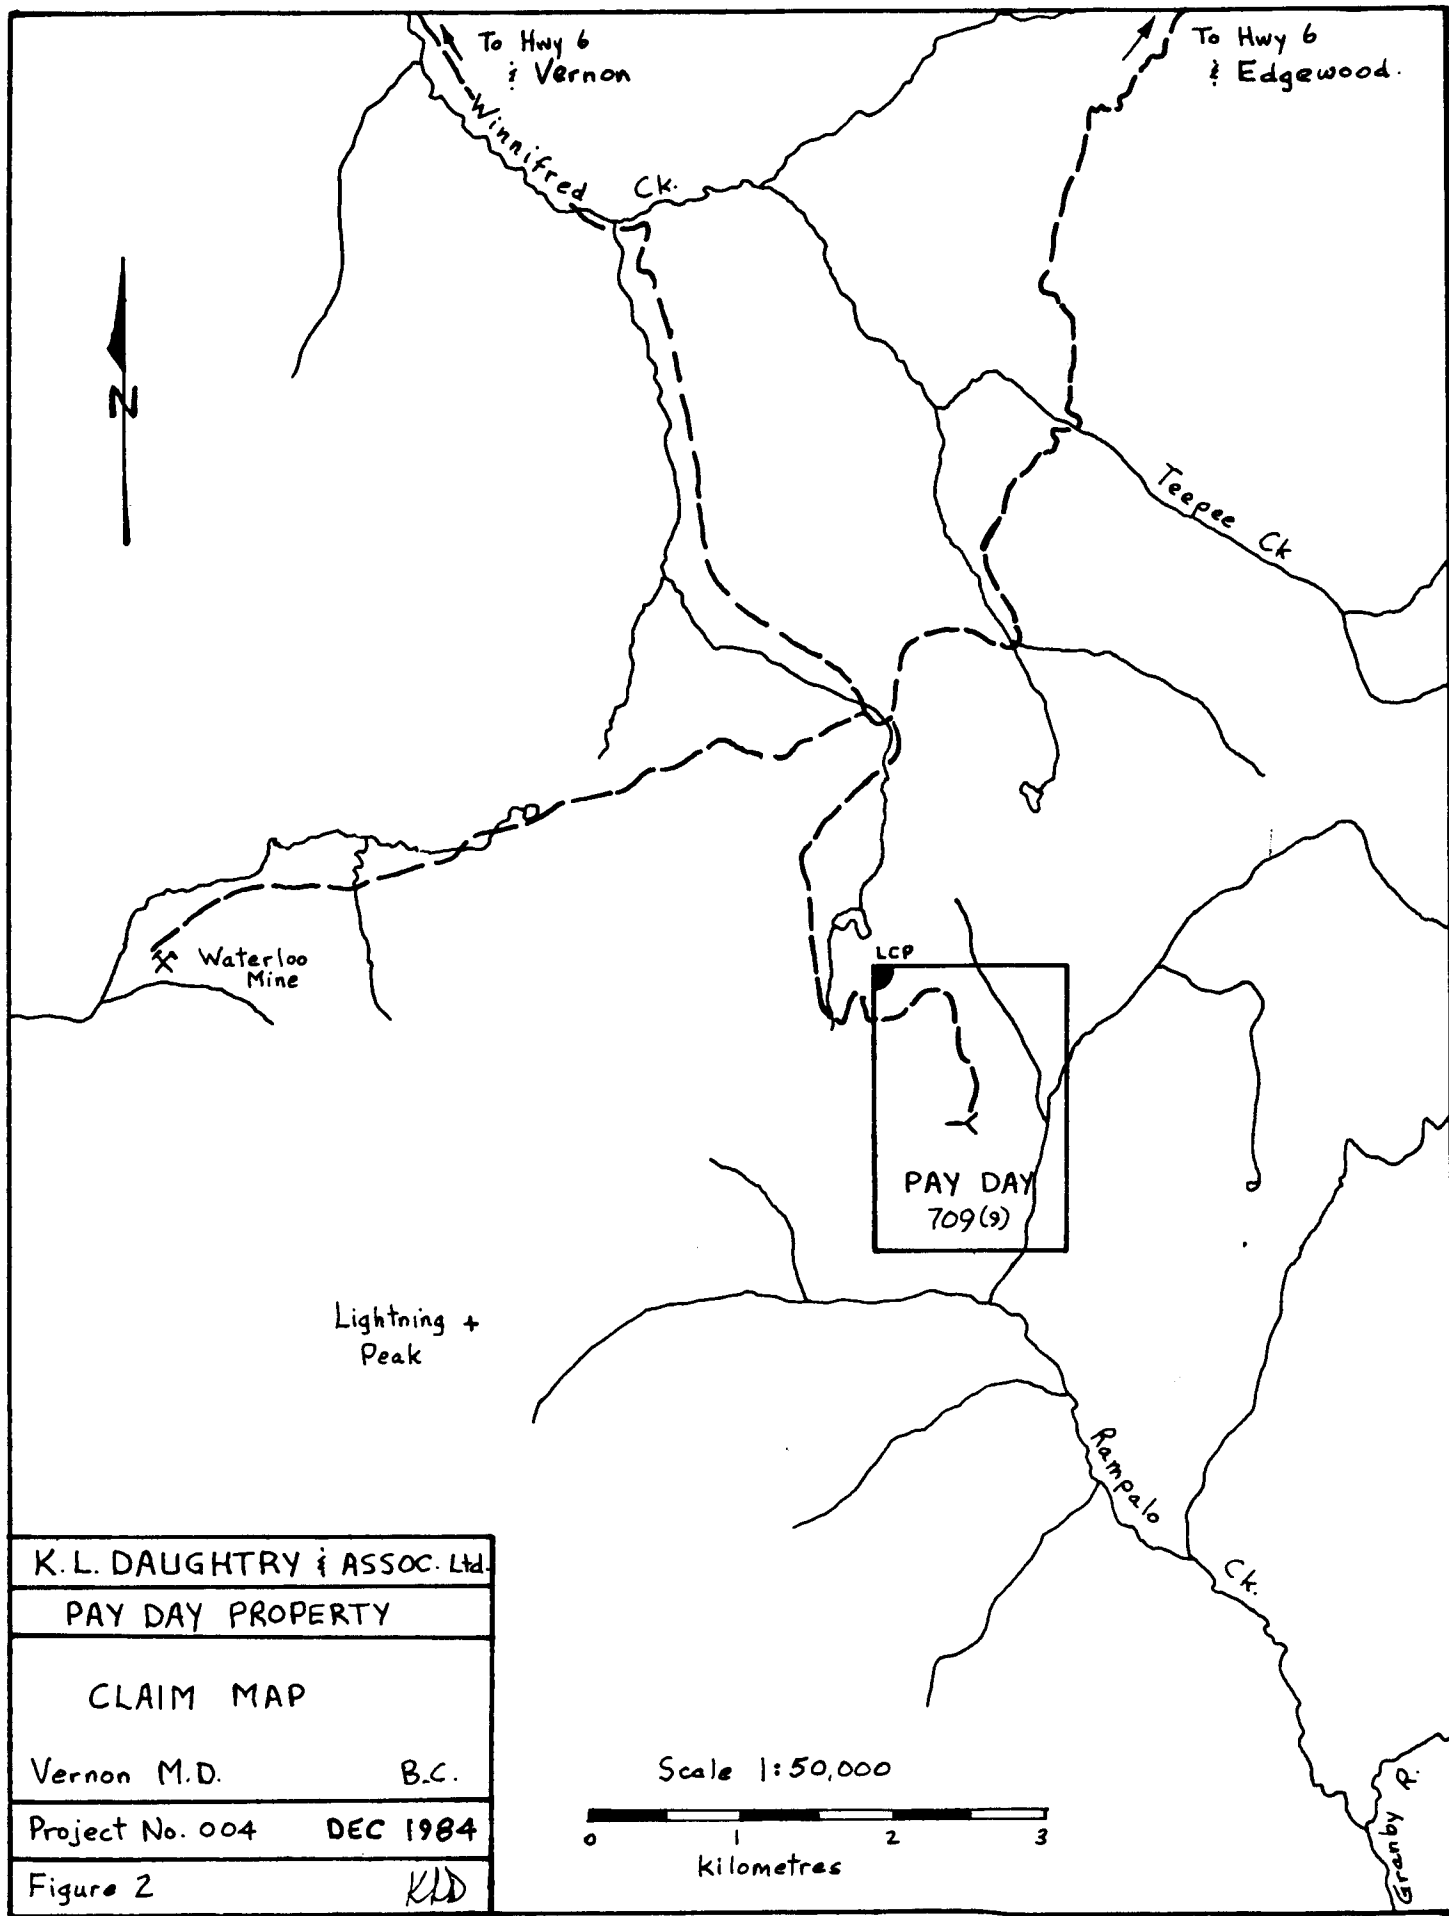 To Hwy 6
& Vernon
To Hwy 6
& Edgewood.
Winnifred Ck.
N
Teepee Ck
Waterloo
Mine
LCP
PAY DAY
709(9)
Lightning +
Peak
Rampalo Ck.
Granby R.
K.L. DAUGHTRY & ASSOC. Ltd.
PAY DAY PROPERTY
CLAIM MAP
Vernon M.D. B.C.
Project No. 004 DEC 1984
Figure 2 KLD
Scale 1:50,000
0 1 2 3
kilometres